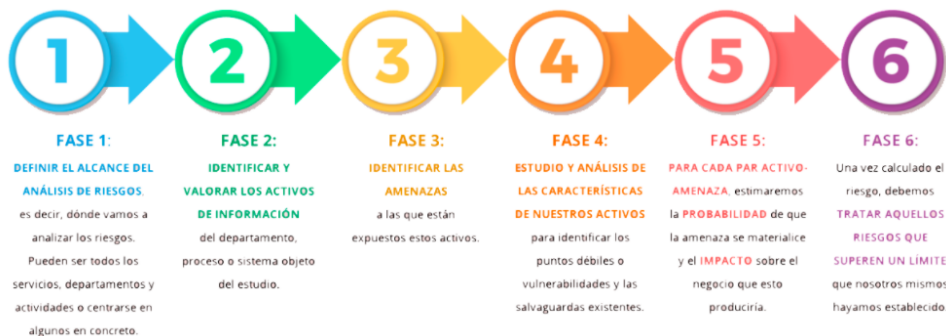 1
2
3
4
5
6
FASE 1:
DEFINIR EL ALCANCE DEL
ANÁLISIS DE RIESGOS,
es decir, dónde vamos a
analizar los riesgos.
Pueden ser todos los
servicios, departamentos y
actividades o centrarse en
algunos en concreto.
FASE 2:
IDENTIFICAR Y
VALORAR LOS ACTIVOS
DE INFORMACIÓN
del departamento,
proceso o sistema objeto
del estudio.
FASE 3:
IDENTIFICAR LAS
AMENAZAS
a las que están
expuestos estos activos.
FASE 4:
ESTUDIO Y ANÁLISIS DE
LAS CARACTERÍSTICAS
DE NUESTROS ACTIVOS
para identificar los
puntos débiles o
vulnerabilidades y las
salvaguardas existentes.
FASE 5:
PARA CADA PAR ACTIVO-
AMENAZA, estimaremos
la PROBABILIDAD de que
la amenaza se materialice
y el IMPACTO sobre el
negocio que esto
produciría.
FASE 6:
Una vez calculado el
riesgo, debemos
TRATAR AQUELLOS
RIESGOS QUE
SUPEREN UN LÍMITE
que nosotros mismos
hayamos establecido